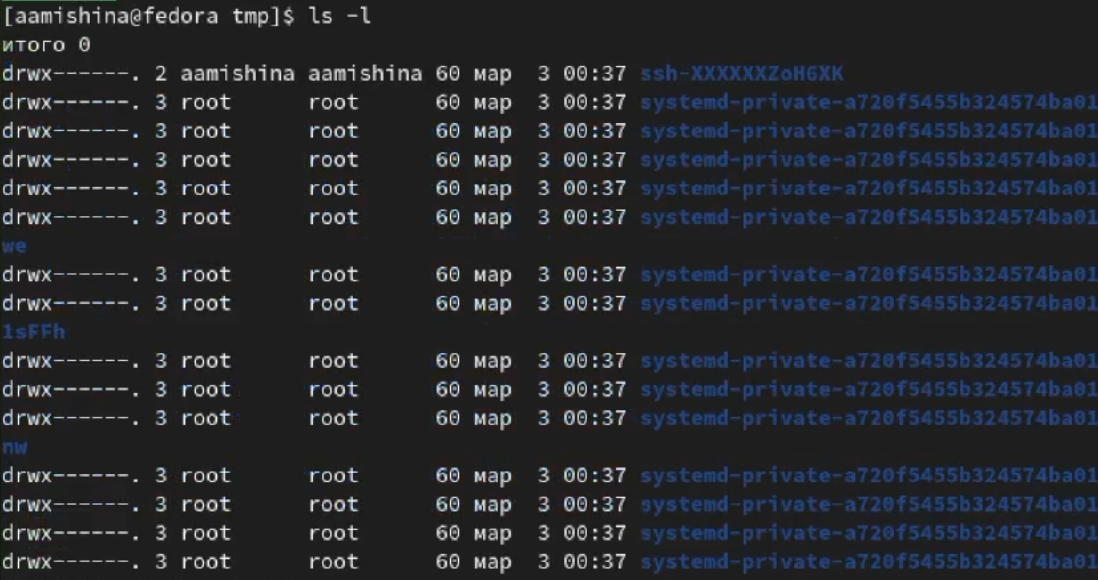 [aamishina@fedora tmp]$ ls -l
итого 0
drwx------. 2 aamishina aamishina 60 мар  3 00:37 ssh-XXXXXXZoH6XK
drwx------. 3 root      root      60 мар  3 00:37 systemd-private-a720f5455b324574ba01
drwx------. 3 root      root      60 мар  3 00:37 systemd-private-a720f5455b324574ba01
drwx------. 3 root      root      60 мар  3 00:37 systemd-private-a720f5455b324574ba01
drwx------. 3 root      root      60 мар  3 00:37 systemd-private-a720f5455b324574ba01
drwx------. 3 root      root      60 мар  3 00:37 systemd-private-a720f5455b324574ba01
we
drwx------. 3 root      root      60 мар  3 00:37 systemd-private-a720f5455b324574ba01
drwx------. 3 root      root      60 мар  3 00:37 systemd-private-a720f5455b324574ba01
1sFFh
drwx------. 3 root      root      60 мар  3 00:37 systemd-private-a720f5455b324574ba01
drwx------. 3 root      root      60 мар  3 00:37 systemd-private-a720f5455b324574ba01
drwx------. 3 root      root      60 мар  3 00:37 systemd-private-a720f5455b324574ba01
nw
drwx------. 3 root      root      60 мар  3 00:37 systemd-private-a720f5455b324574ba01
drwx------. 3 root      root      60 мар  3 00:37 systemd-private-a720f5455b324574ba01
drwx------. 3 root      root      60 мар  3 00:37 systemd-private-a720f5455b324574ba01
drwx------. 3 root      root      60 мар  3 00:37 systemd-private-a720f5455b324574ba01